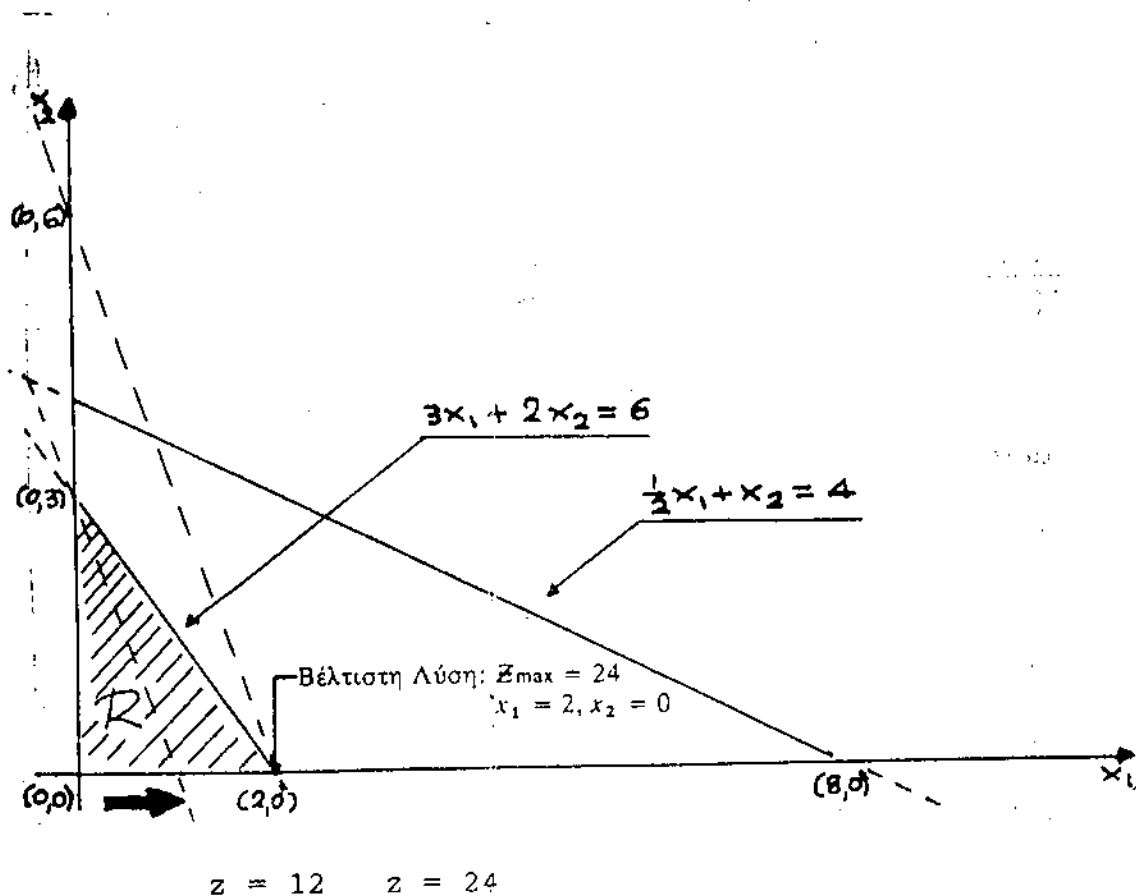 x₂
(0,6)
3x₁ + 2x₂ = 6
(0,3)
½x₁ + x₂ = 4
Βέλτιστη Λύση: Zmax = 24
x₁ = 2, x₂ = 0
R
(0,0)
(2,0)
(8,0)
x₁
z = 12 z = 24